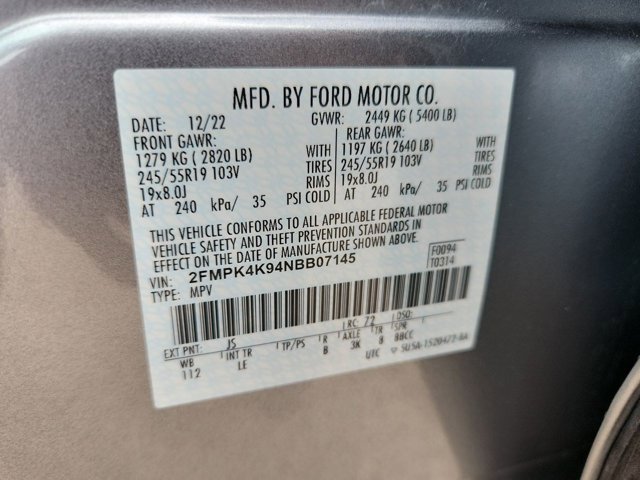 MFD. BY FORD MOTOR CO.
DATE: 12/22 GVWR: 2449 KG ( 5400 LB)
FRONT GAWR: REAR GAWR:
1279 KG ( 2820 LB) WITH 1197 KG ( 2640 LB) WITH
245/55R19 103V TIRES 245/55R19 103V TIRES
19x8.0J RIMS 19x8.0J RIMS
AT 240 kPa/ 35 PSI COLD AT 240 kPa/ 35 PSI COLD
THIS VEHICLE CONFORMS TO ALL APPLICABLE FEDERAL MOTOR
VEHICLE SAFETY AND THEFT PREVENTION STANDARDS IN
EFFECT ON THE DATE OF MANUFACTURE SHOWN ABOVE.
VIN: 2FMPK4K94NBB07145 F0094
TYPE: MPV T0314
EXT PNT: JS RC: 72 DSO:
WB INT TR TP/PS R AXLE TR SPR
112 LE B 3K 8 8BCC
UTC